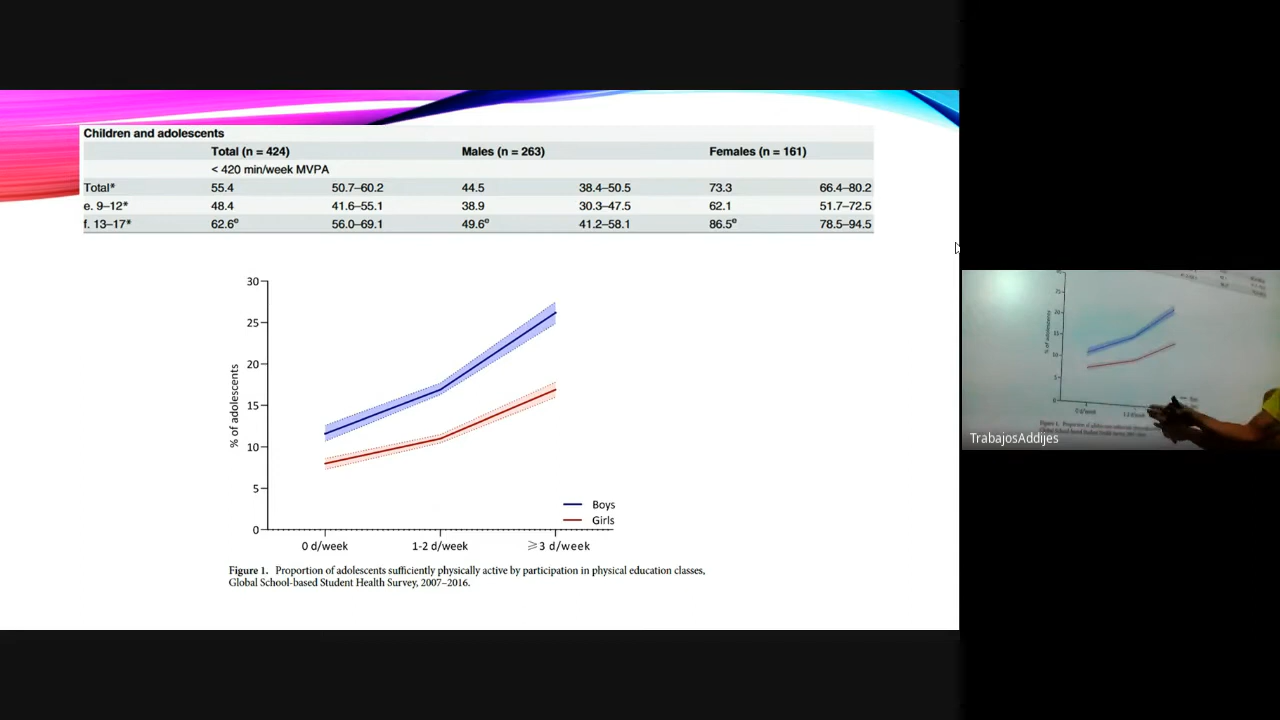 Children and adolescents
Total (n = 424) Males (n = 263) Females (n = 161)
< 420 min/week MVPA
Total* 55.4 50.7–60.2 44.5 38.4–50.5 73.3 66.4–80.2
e. 9–12* 48.4 41.6–55.1 38.9 30.3–47.5 62.1 51.7–72.5
f. 13–17* 62.6ᵉ 56.0–69.1 49.6ᵉ 41.2–58.1 86.5ᵉ 78.5–94.5
30
25
20
15
10
5
0
% of adolescents
Boys
Girls
0 d/week 1-2 d/week ⩾3 d/week
Figure 1. Proportion of adolescents sufficiently physically active by participation in physical education classes,
Global School-based Student Health Survey, 2007–2016.
TrabajosAddijes